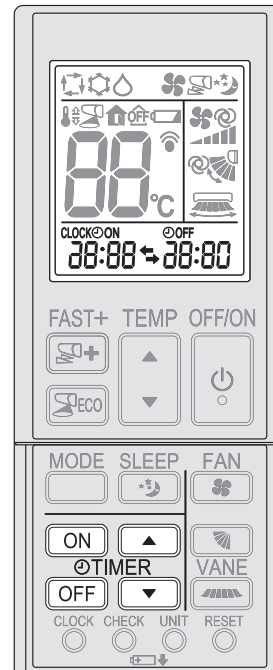 OFF
88
°C
CLOCK ON OFF
88:88 88:80
FAST+ TEMP OFF/ON
ECO
MODE SLEEP FAN
ON
TIMER VANE
OFF
CLOCK CHECK UNIT RESET